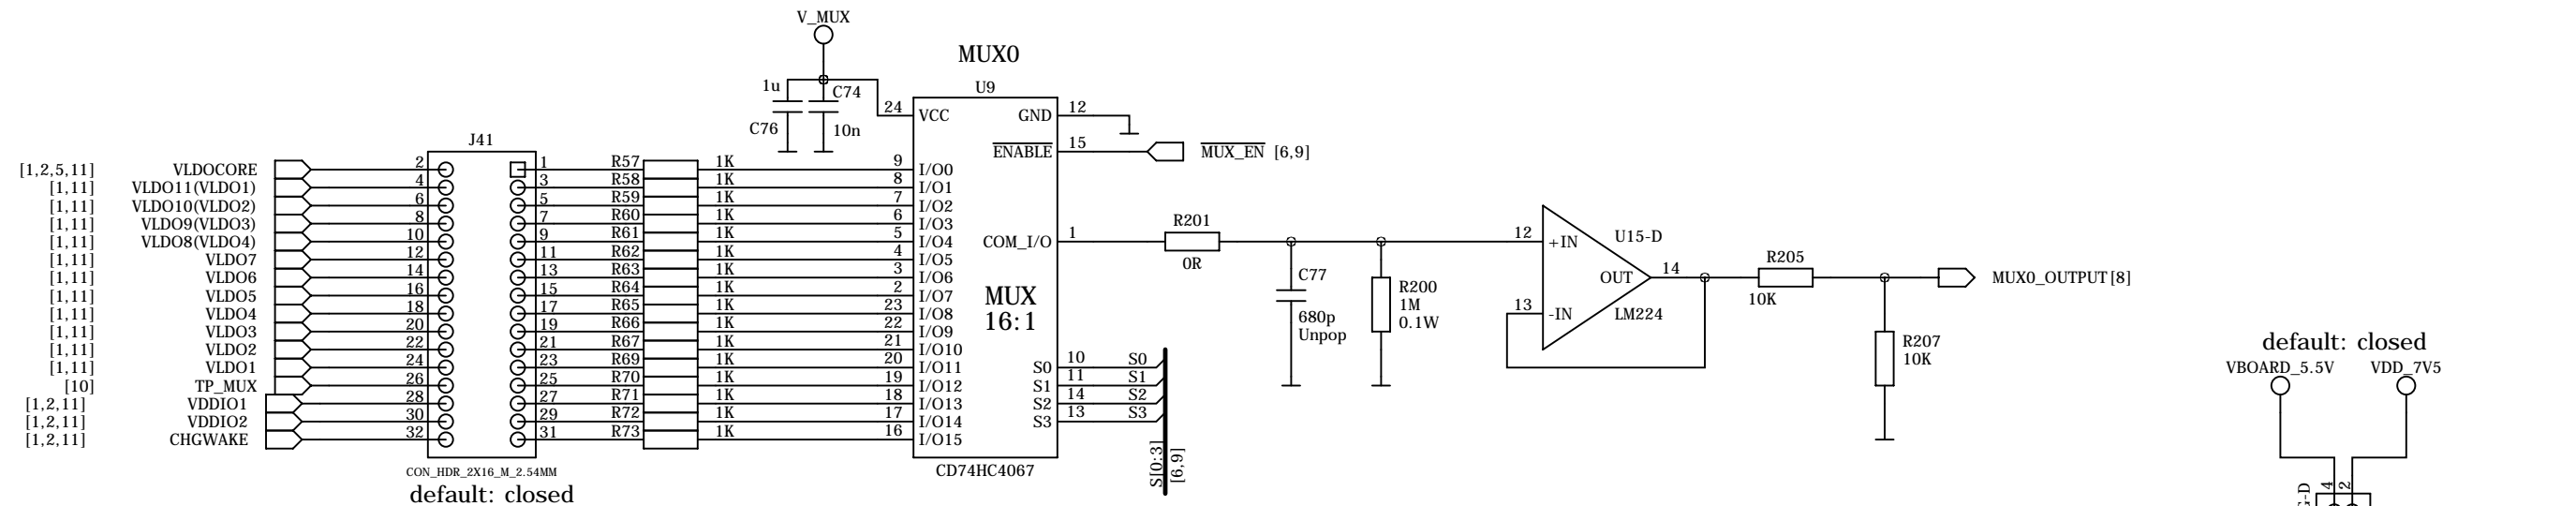 V_MUX
MUX0
1u
C74
C76
10n
U9
24
VCC
GND
12
ENABLE
15
MUX_EN [6,9]
J41
[1,2,5,11] VLDOCORE 2 1 R57 1K 9 I/O0
[1,11] VLDO11(VLDO1) 4 3 R58 1K 8 I/O1
[1,11] VLDO10(VLDO2) 6 5 R59 1K 7 I/O2
[1,11] VLDO9(VLDO3) 8 7 R60 1K 6 I/O3
[1,11] VLDO8(VLDO4) 10 9 R61 1K 5 I/O4
[1,11] VLDO7 12 11 R62 1K 4 I/O5
[1,11] VLDO6 14 13 R63 1K 3 I/O6
[1,11] VLDO5 16 15 R64 1K 2 I/O7
[1,11] VLDO4 18 17 R65 1K 23 I/O8
[1,11] VLDO3 20 19 R66 1K 22 I/O9
[1,11] VLDO2 22 21 R67 1K 21 I/O10
[1,11] VLDO1 24 23 R69 1K 20 I/O11
[10] TP_MUX 26 25 R70 1K 19 I/O12
[1,2,11] VDDIO1 28 27 R71 1K 18 I/O13
[1,2,11] VDDIO2 30 29 R72 1K 17 I/O14
[1,2,11] CHGWAKE 32 31 R73 1K 16 I/O15
CON_HDR_2X16_M_2.54MM
default: closed
COM_I/O 1
MUX
16:1
S0 10 S0
S1 11 S1
S2 14 S2
S3 13 S3
CD74HC4067
S[0:3]
[6,9]
R201
0R
C77
680p
Unpop
R200
1M
0.1W
12
+IN
U15-D
OUT
14
13
-IN
LM224
R205
10K
MUX0_OUTPUT[8]
R207
10K
default: closed
VBOARD_5.5V
VDD_7V5
4
2